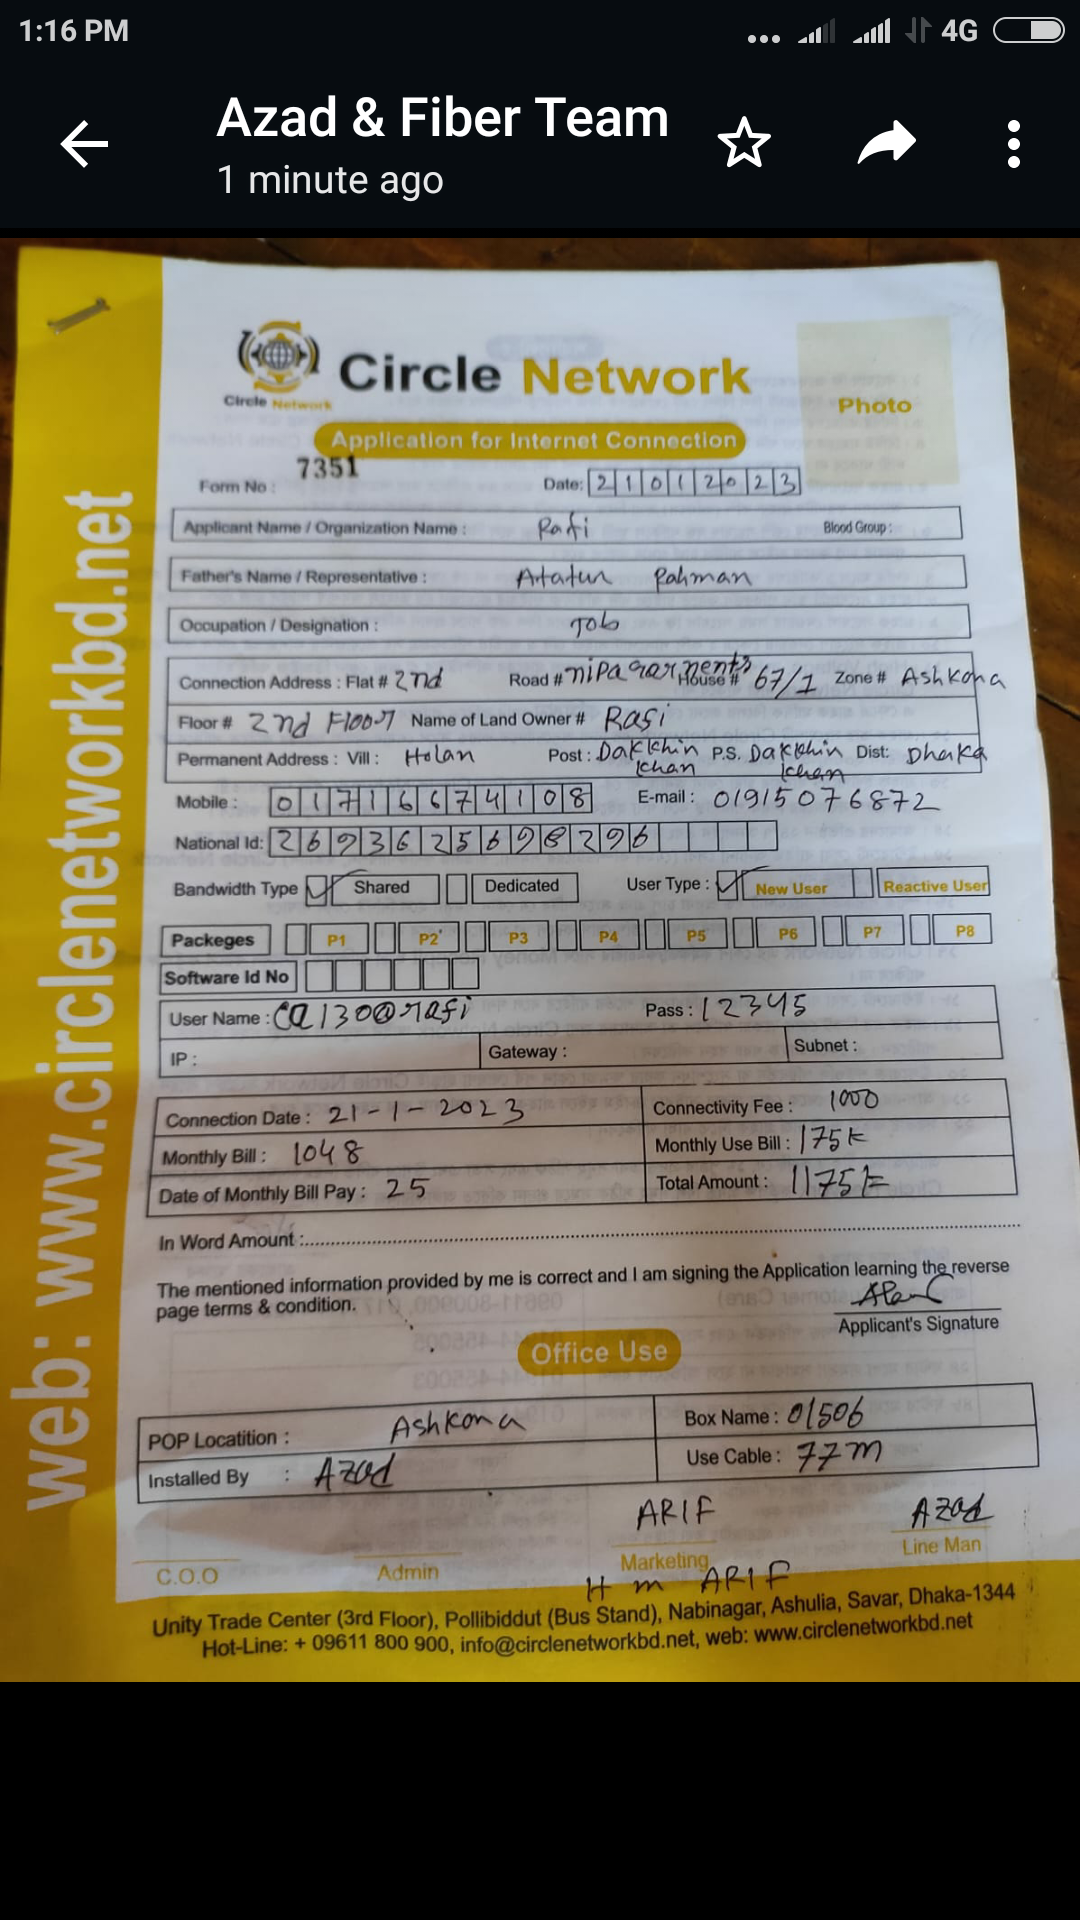 1:16 PM
4G
Azad & Fiber Team
1 minute ago
Circle Network
Circle Network
Photo
Application for Internet Connection
Form No : 7351 Date: 21012023
Applicant Name / Organization Name : Rafi Blood Group :
Father's Name / Representative : Atatur Rahman
Occupation / Designation : Job
Connection Address : Flat # 2nd Road # nipa garments House # 67/1 Zone # Ashkona
Floor # 2nd Floor Name of Land Owner # Rafi
Permanent Address : Vill : Holan Post : Dakkhin khan P.S. Dakkhin khan Dist: Dhaka
Mobile : 01716674108 E-mail : 01915076872
National Id: 2693625698296
Bandwidth Type Shared Dedicated User Type : New User Reactive User
Packeges P1 P2 P3 P4 P5 P6 P7 P8
Software Id No
User Name : Ca130@rafi Pass : 12345
IP : Gateway : Subnet :
Connection Date : 21-1-2023 Connectivity Fee : 1000
Monthly Bill : 1048 Monthly Use Bill : 175
Date of Monthly Bill Pay : 25 Total Amount : 1175
In Word Amount :
The mentioned information provided by me is correct and I am signing the Application learning the reverse
page terms & condition.
Applicant's Signature
Office Use
POP Locatition : Ashkona Box Name : 01506
Installed By : Azad Use Cable : 77m
ARIF Azad
C.O.O Admin Marketing Line Man
H m ARIF
Unity Trade Center (3rd Floor), Pollibiddut (Bus Stand), Nabinagar, Ashulia, Savar, Dhaka-1344
Hot-Line: + 09611 800 900, info@circlenetworkbd.net, web: www.circlenetworkbd.net
web: www.circlenetworkbd.net